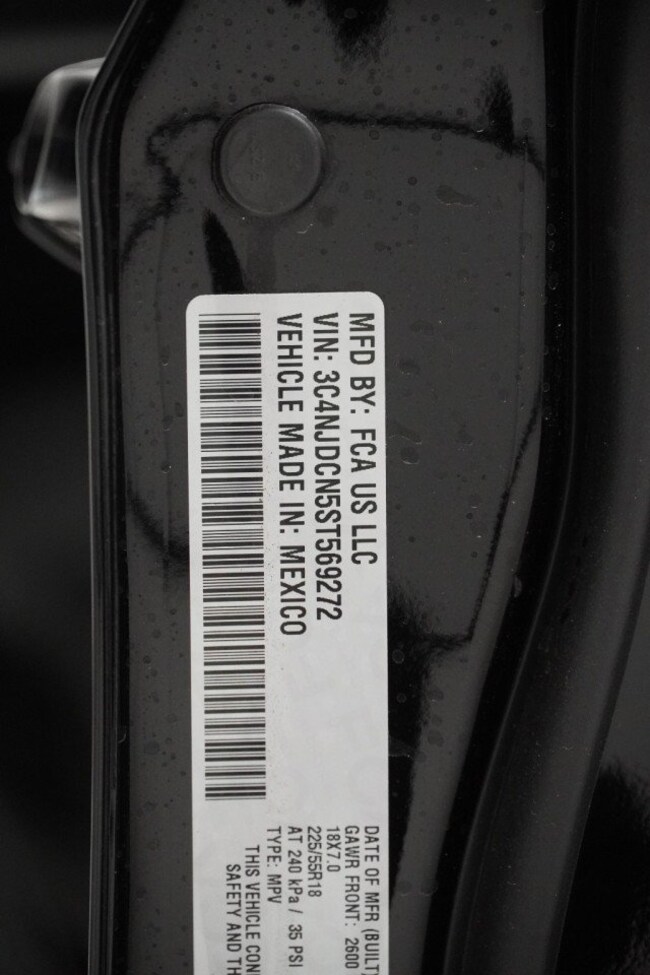 MFD BY: FCA US LLC
VIN: 3C4NJDCN5ST569272
VEHICLE MADE IN: MEXICO
DATE OF MFR (BUILT)
GAWR FRONT: 2600
18X7.0
225/55R18
AT 240 kPa / 35 PSI
TYPE: MPV
THIS VEHICLE CON
SAFETY AND TH